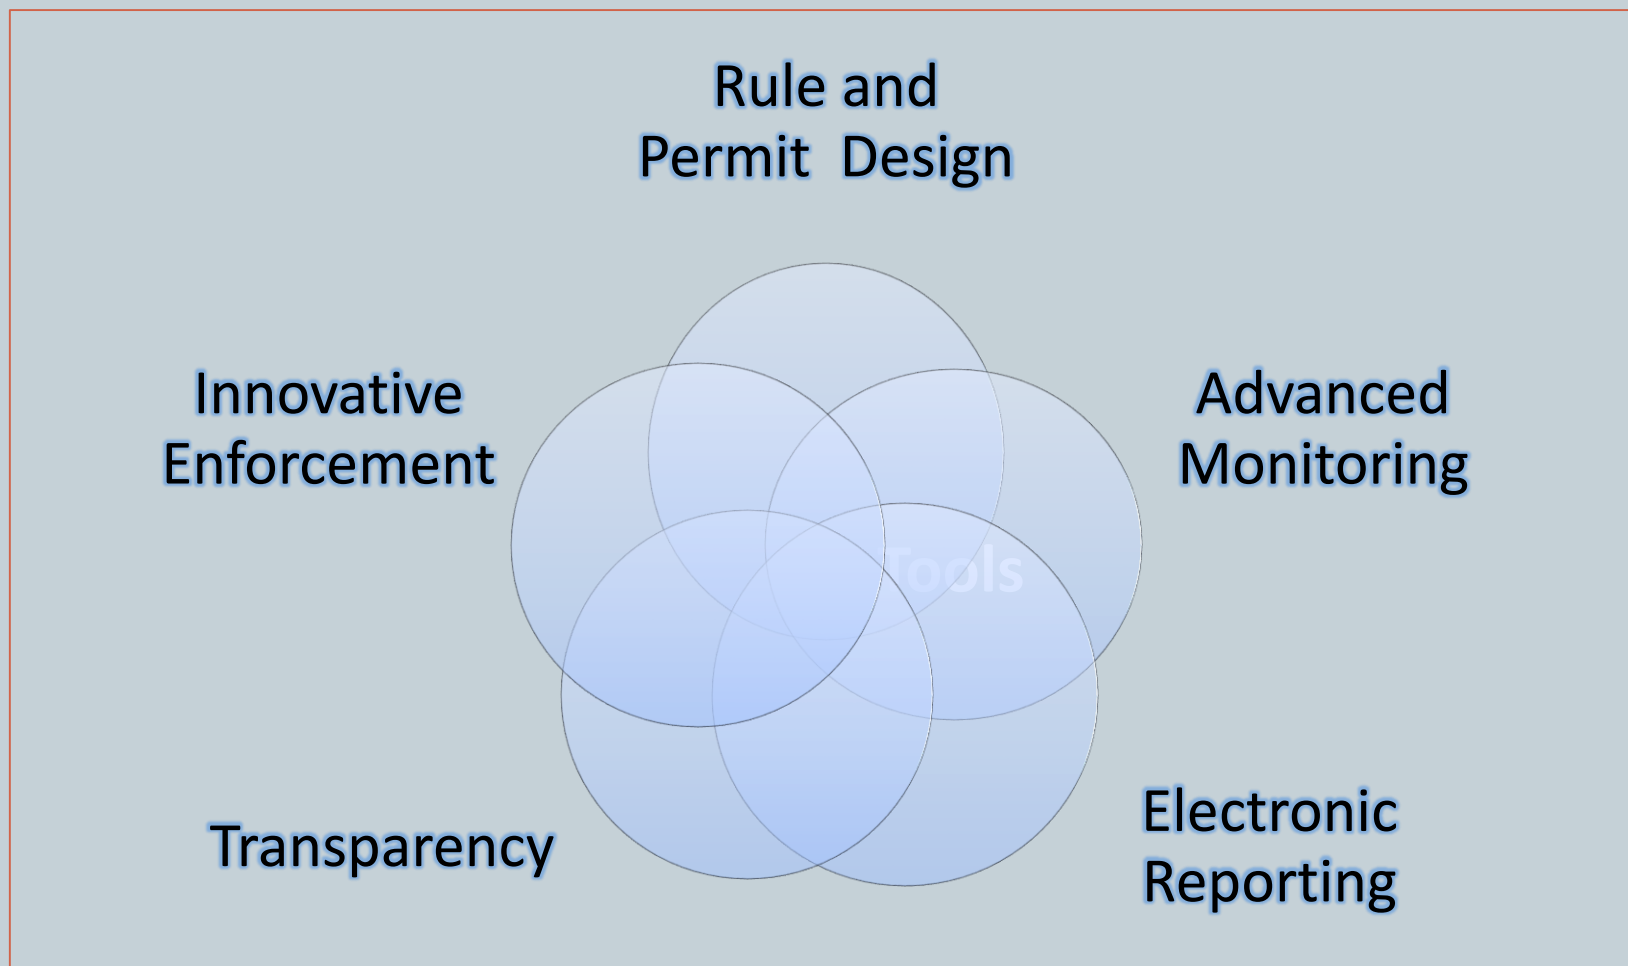 Rule and
Permit Design
Innovative
Enforcement
Advanced
Monitoring
Tools
Transparency
Electronic
Reporting